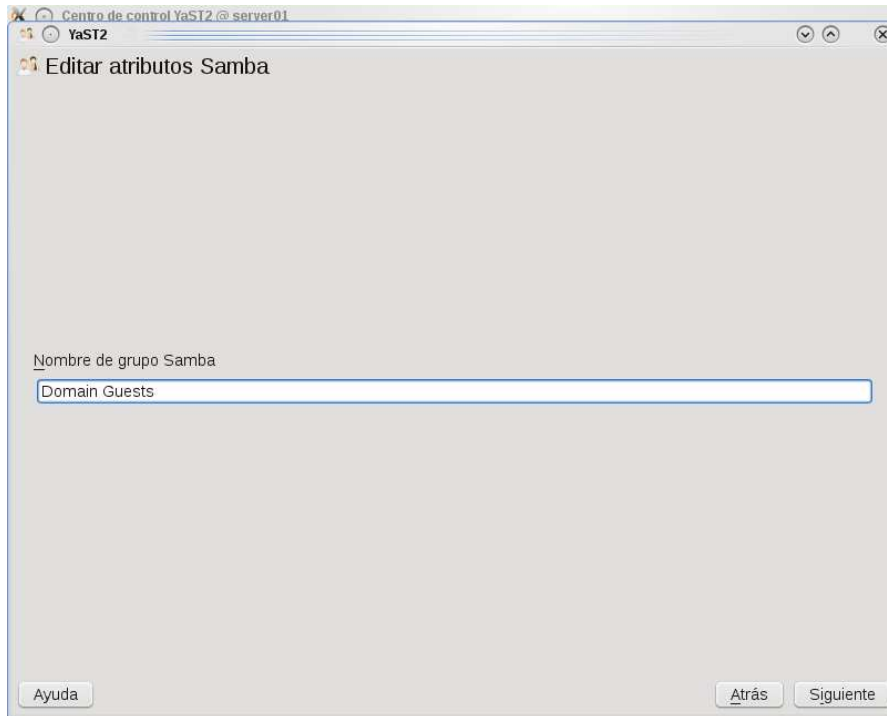 Centro de control YaST2 @ server01
YaST2
Editar atributos Samba
Nombre de grupo Samba
Domain Guests
Ayuda
Atrás
Siguiente